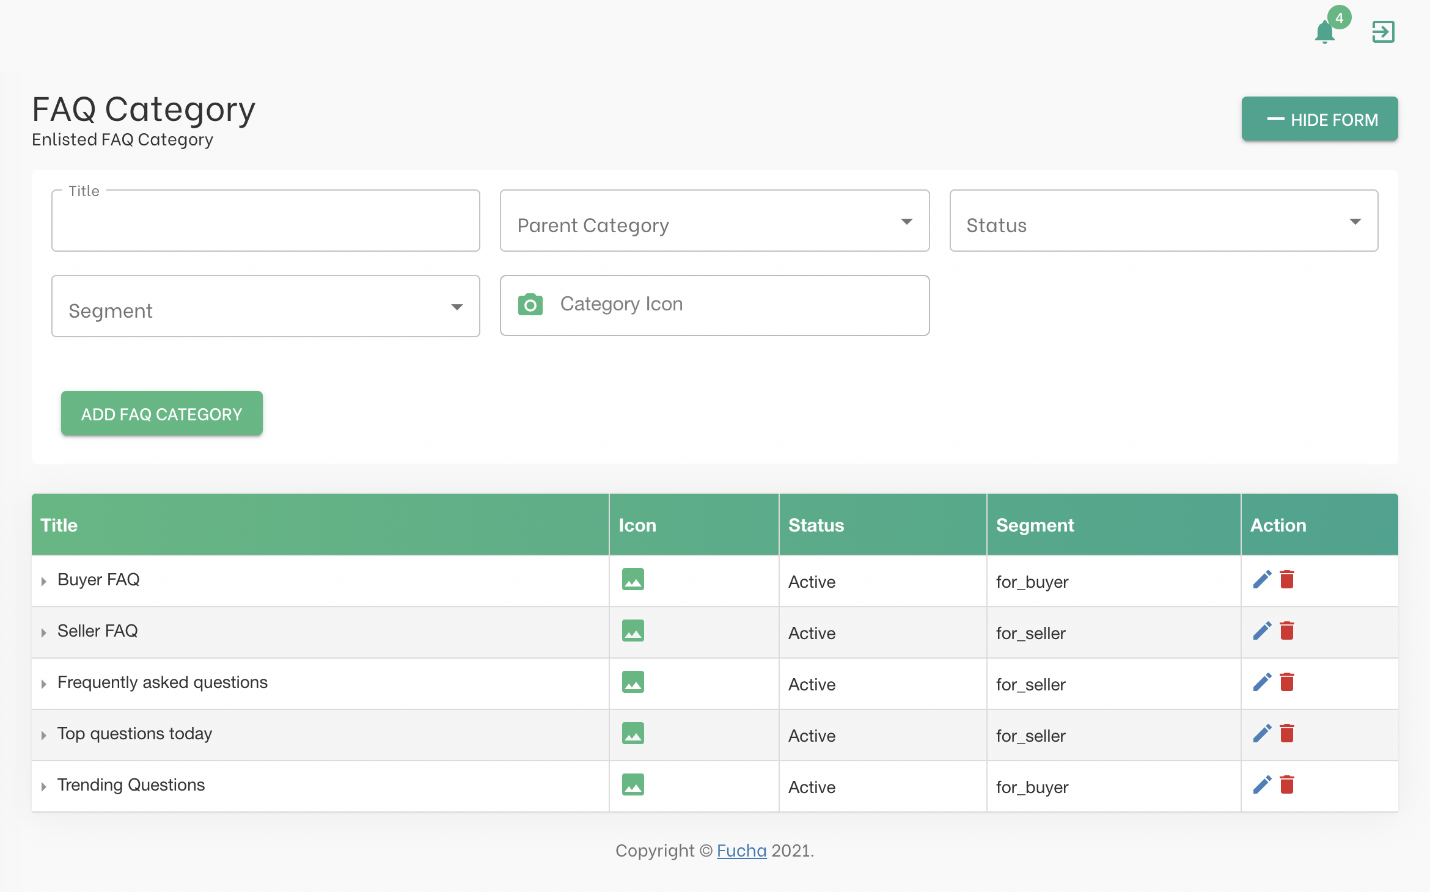 4
FAQ Category
Enlisted FAQ Category
HIDE FORM
Title
Parent Category
Status
Segment
Category Icon
ADD FAQ CATEGORY
Title Icon Status Segment Action
Buyer FAQ Active for_buyer
Seller FAQ Active for_seller
Frequently asked questions Active for_seller
Top questions today Active for_seller
Trending Questions Active for_buyer
Copyright © Fucha 2021.